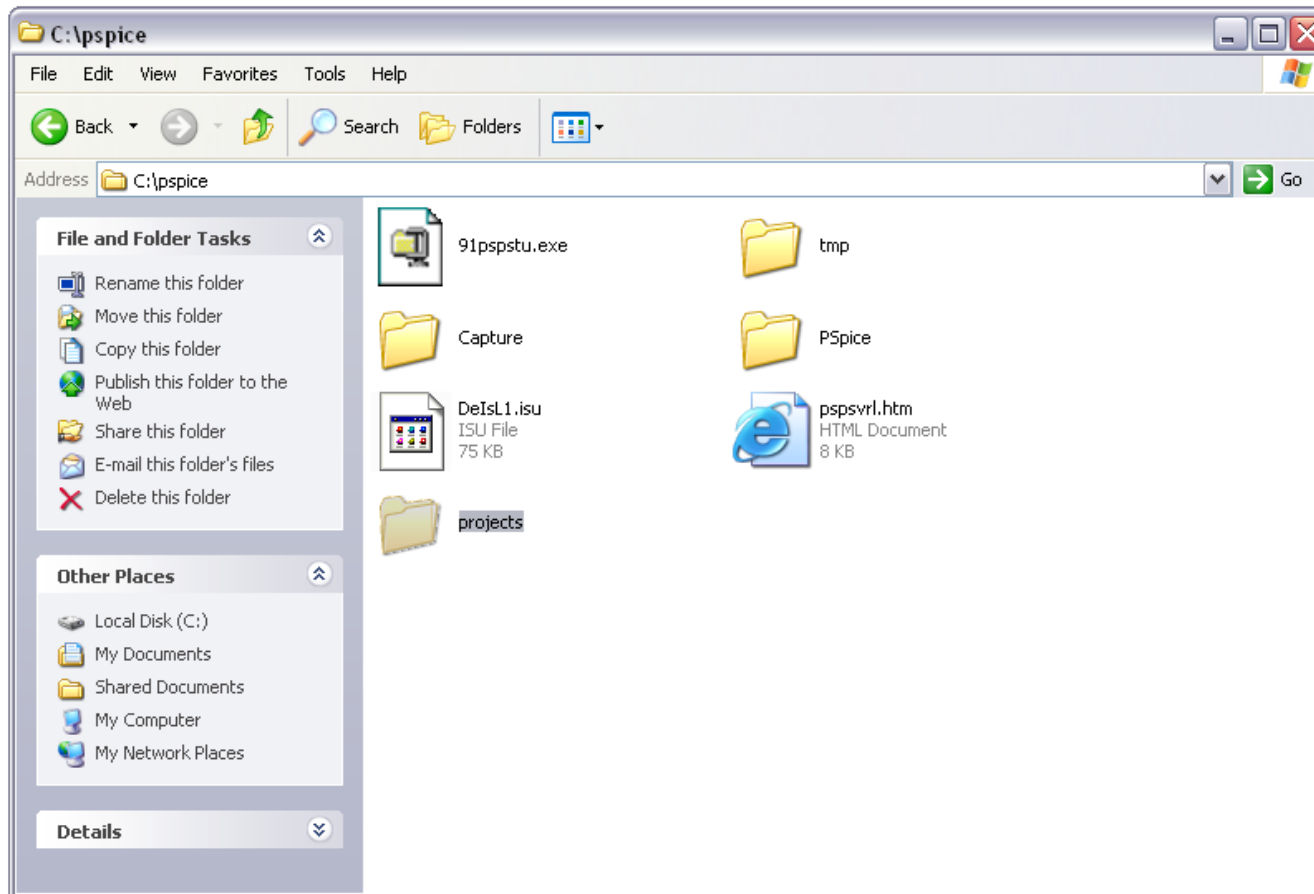 C:\pspice
File Edit View Favorites Tools Help
Back Search Folders
Address C:\pspice Go
File and Folder Tasks
Rename this folder
Move this folder
Copy this folder
Publish this folder to the
Web
Share this folder
E-mail this folder's files
Delete this folder
Other Places
Local Disk (C:)
My Documents
Shared Documents
My Computer
My Network Places
Details
91pspstu.exe
tmp
Capture
PSpice
DeIsL1.isu
ISU File
75 KB
pspsvrl.htm
HTML Document
8 KB
projects